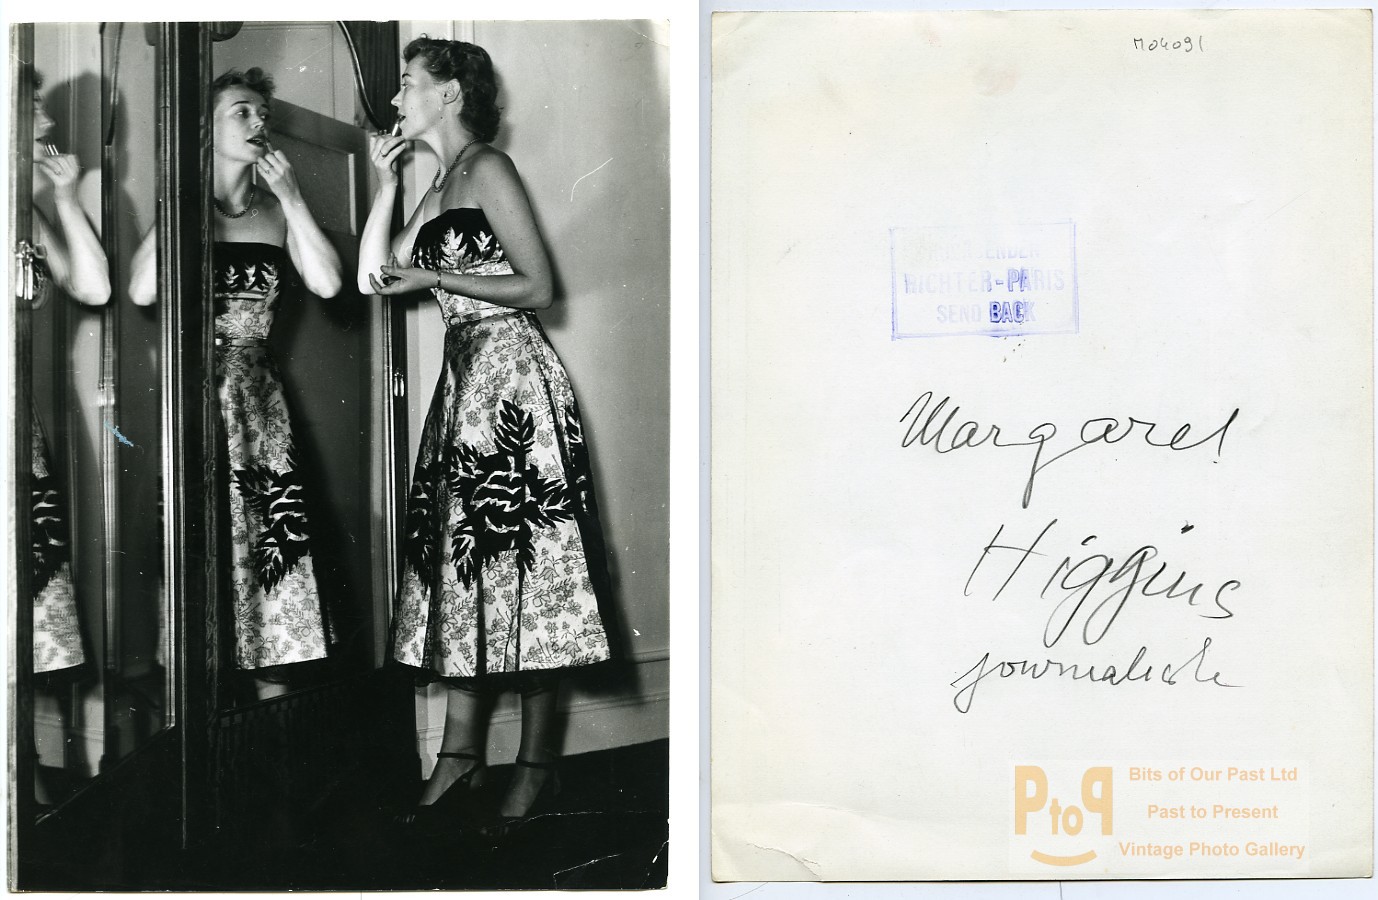 M04091
RICHTER-PARIS
SEND BACK
Margaret
Higgins
journaliste
PtoP
Bits of Our Past Ltd
Past to Present
Vintage Photo Gallery